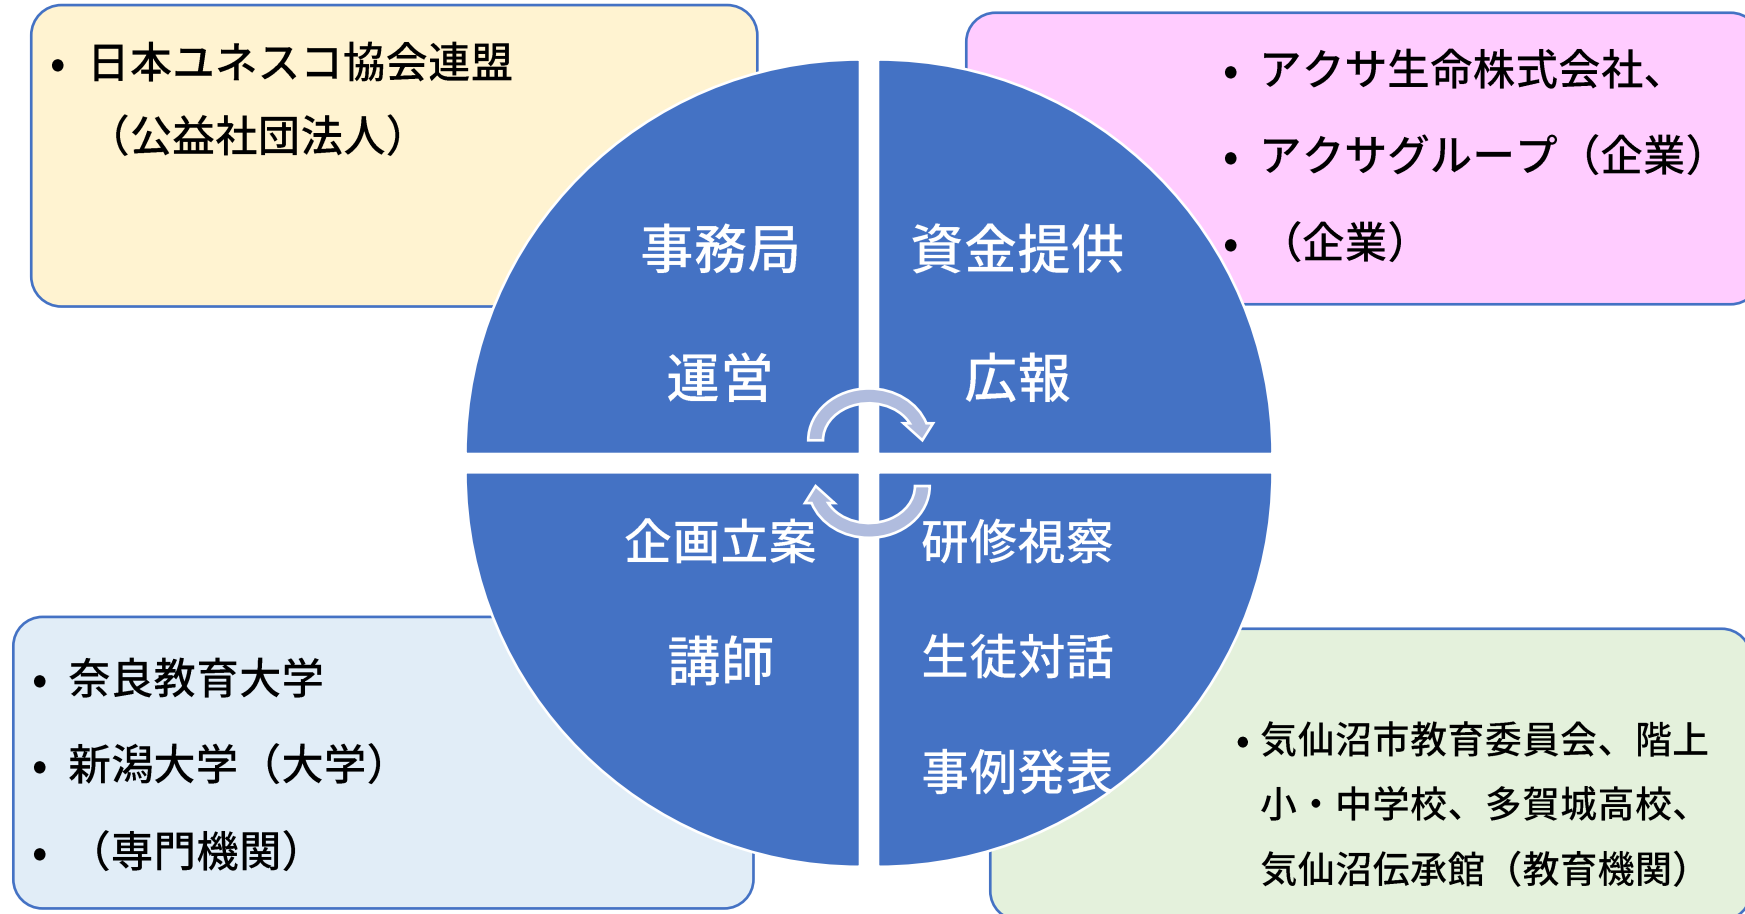 • 日本ユネスコ協会連盟
（公益社団法人）
• アクサ生命株式会社、
• アクサグループ（企業）
• （企業）
事務局
運営
資金提供
広報
企画立案
講師
研修視察
生徒対話
事例発表
• 奈良教育大学
• 新潟大学（大学）
• （専門機関）
• 気仙沼市教育委員会、階上
小・中学校、多賀城高校、
気仙沼伝承館（教育機関）